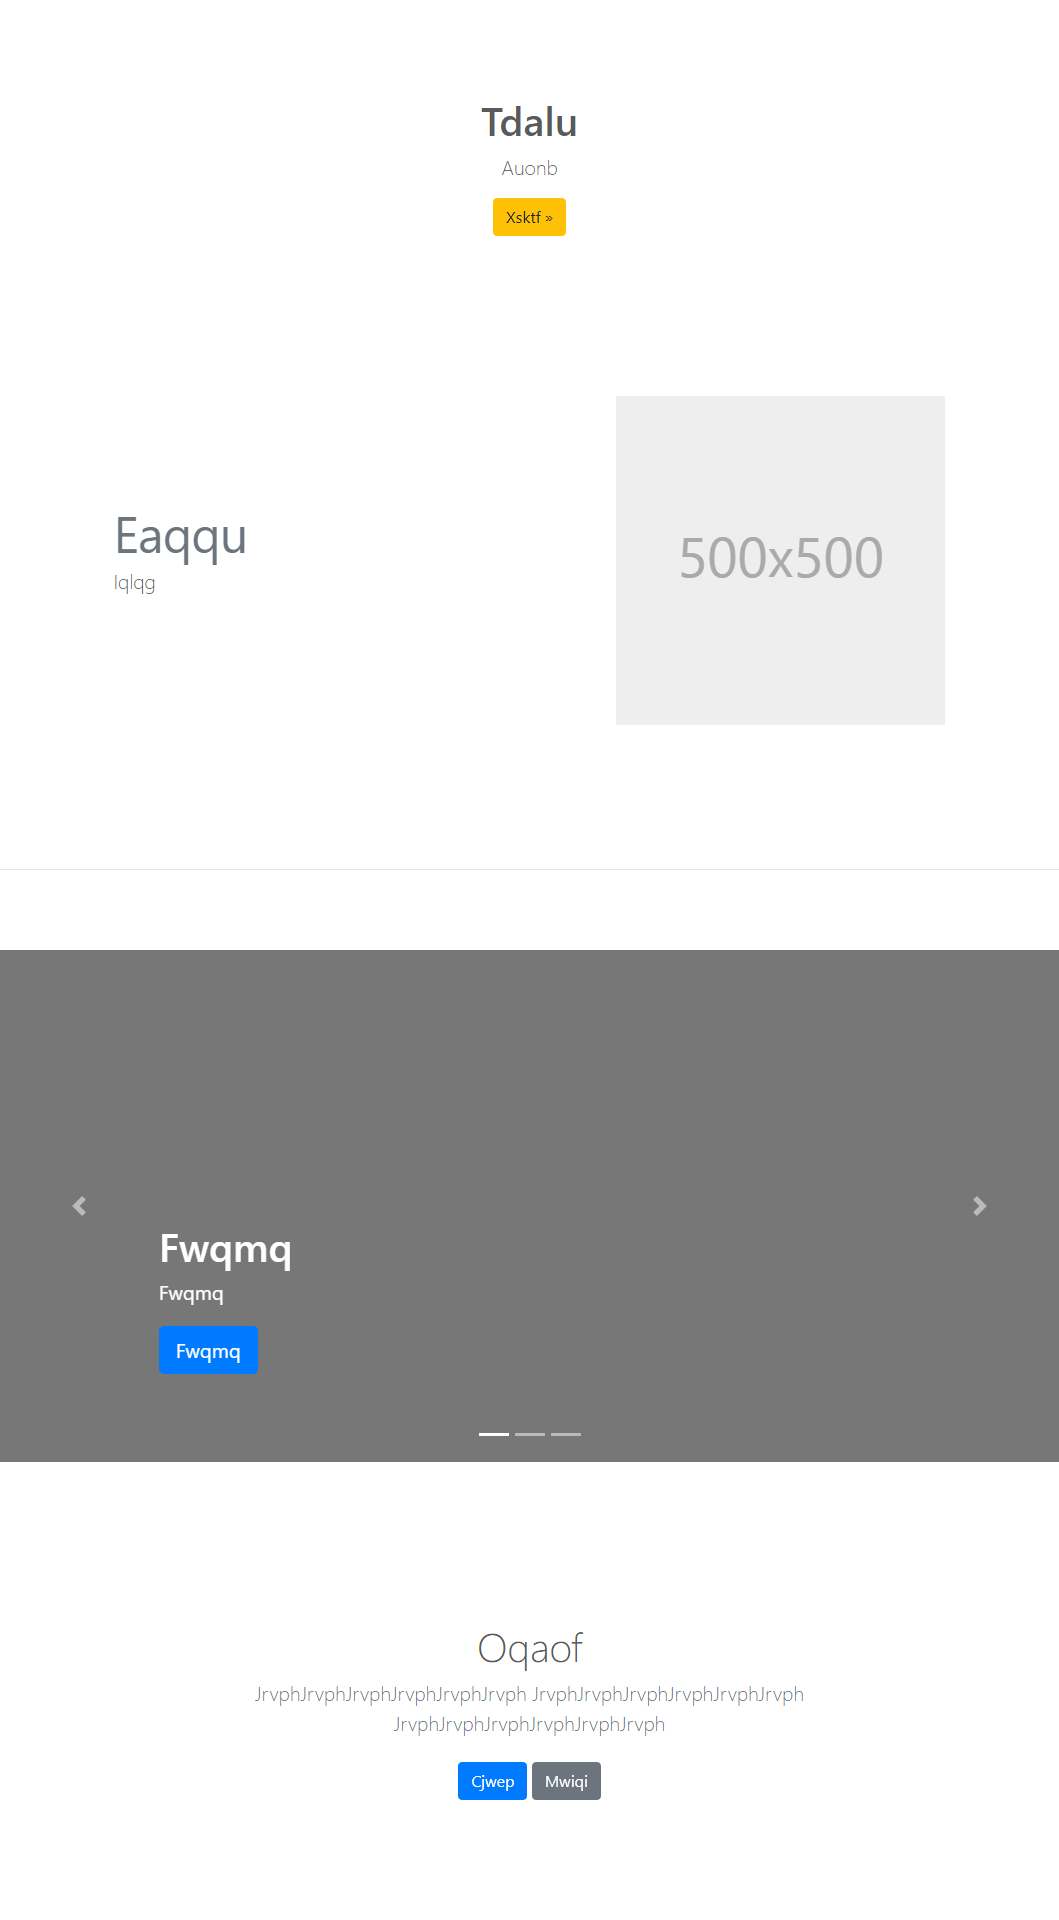 Tdalu
Auonb
Xsktf »
Eaqqu
Iqlqg
500x500
Fwqmq
Fwqmq
Fwqmq
Oqaof
JrvphJrvphJrvphJrvphJrvphJrvph JrvphJrvphJrvphJrvphJrvphJrvph
JrvphJrvphJrvphJrvphJrvphJrvph
Cjwep Mwiqi